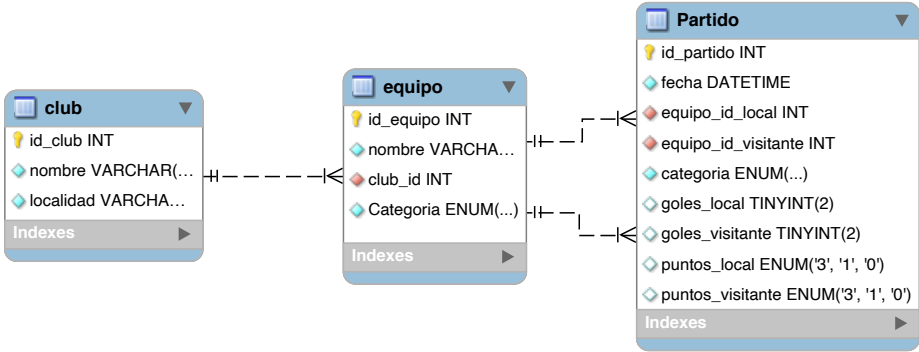 club
id_club INT
nombre VARCHAR(...
localidad VARCHA...
Indexes
equipo
id_equipo INT
nombre VARCHA...
club_id INT
Categoria ENUM(...)
Indexes
Partido
id_partido INT
fecha DATETIME
equipo_id_local INT
equipo_id_visitante INT
categoria ENUM(...)
goles_local TINYINT(2)
goles_visitante TINYINT(2)
puntos_local ENUM('3', '1', '0')
puntos_visitante ENUM('3', '1', '0')
Indexes